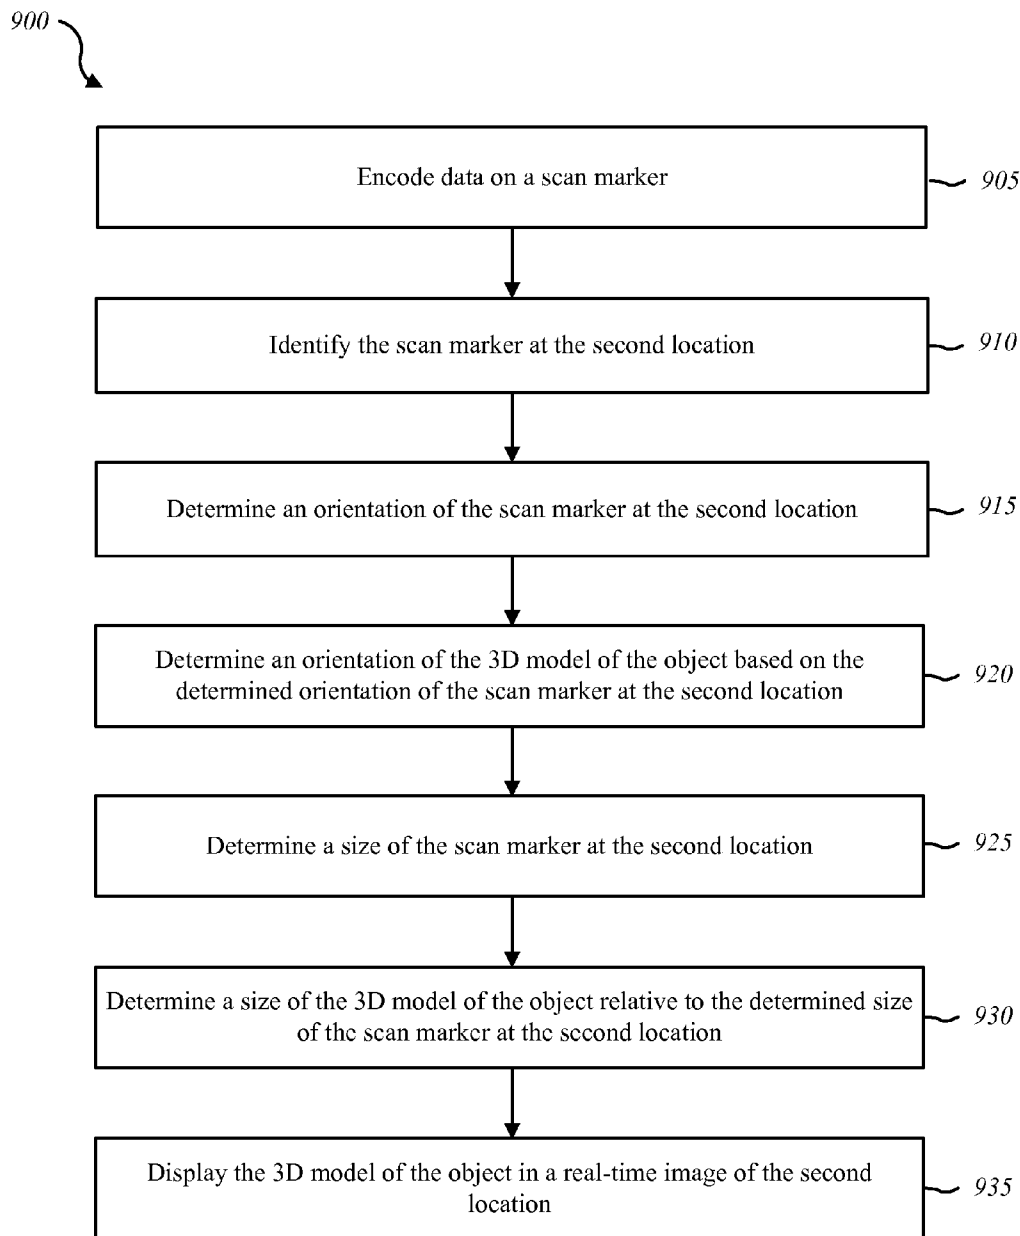 900
Encode data on a scan marker
905
Identify the scan marker at the second location
910
Determine an orientation of the scan marker at the second location
915
Determine an orientation of the 3D model of the object based on the
determined orientation of the scan marker at the second location
920
Determine a size of the scan marker at the second location
925
Determine a size of the 3D model of the object relative to the determined size
of the scan marker at the second location
930
Display the 3D model of the object in a real-time image of the second
location
935